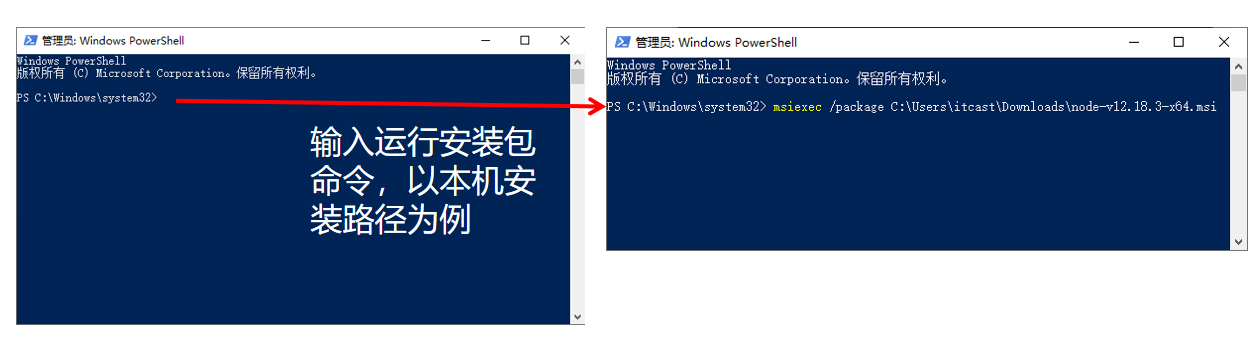 管理员: Windows PowerShell
Windows PowerShell
版权所有 (C) Microsoft Corporation。保留所有权利。
PS C:\Windows\system32>
输入运行安装包
命令，以本机安
装路径为例
管理员: Windows PowerShell
Windows PowerShell
版权所有 (C) Microsoft Corporation。保留所有权利。
PS C:\Windows\system32> msiexec /package C:\Users\itcast\Downloads\node-v12.18.3-x64.msi